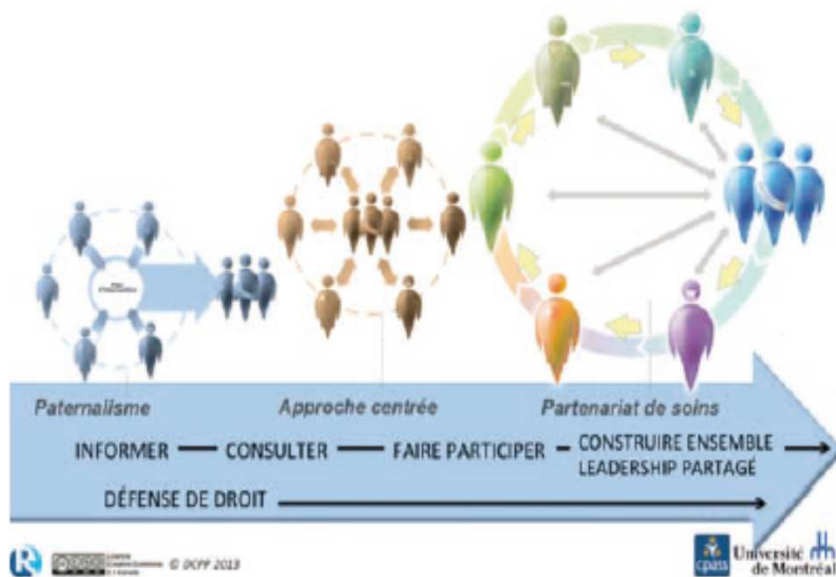 Paternalisme
Approche centrée
Partenariat de soins
INFORMER
CONSULTER
FAIRE PARTICIPER
CONSTRUIRE ENSEMBLE
LEADERSHIP PARTAGÉ
DÉFENSE DE DROIT
© DCPP 2013
cpass
Université
de Montréal